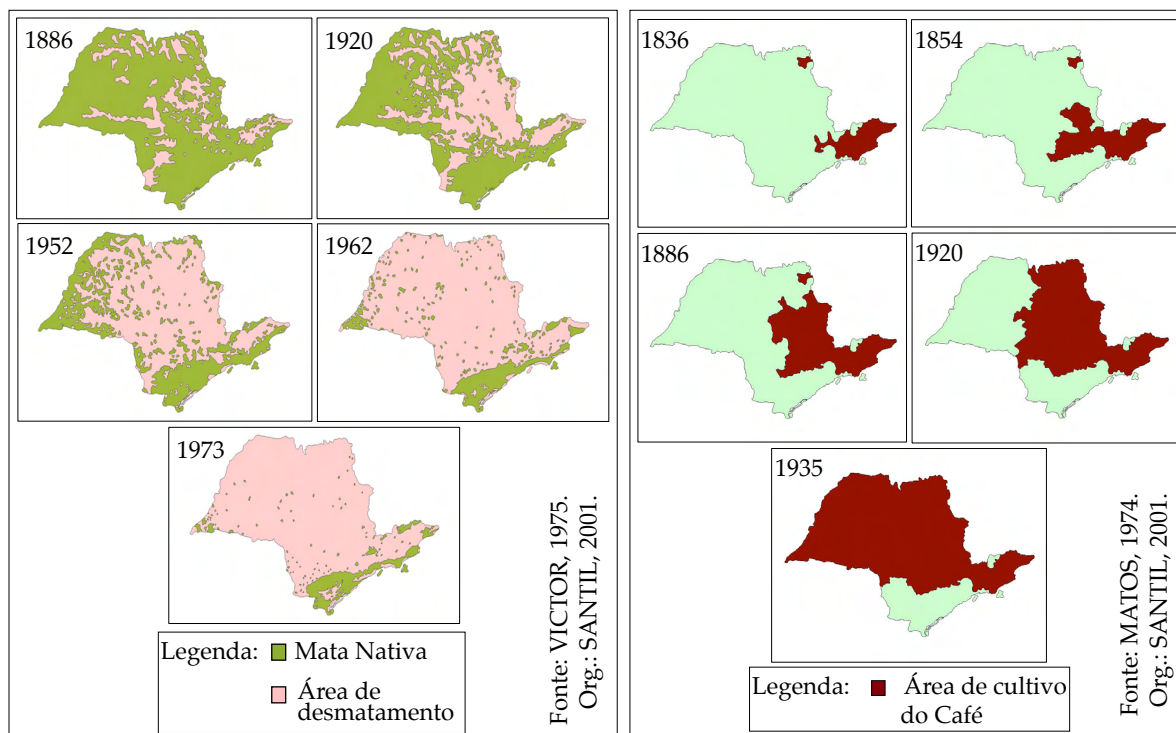 1886
1920
1952
1962
1973
Legenda:
Mata Nativa
Área de
desmatamento
Fonte: VICTOR, 1975.
Org.: SANTIL, 2001.
1836
1854
1886
1920
1935
Legenda:
Área de cultivo
do Café
Fonte: MATOS, 1974.
Org.: SANTIL, 2001.